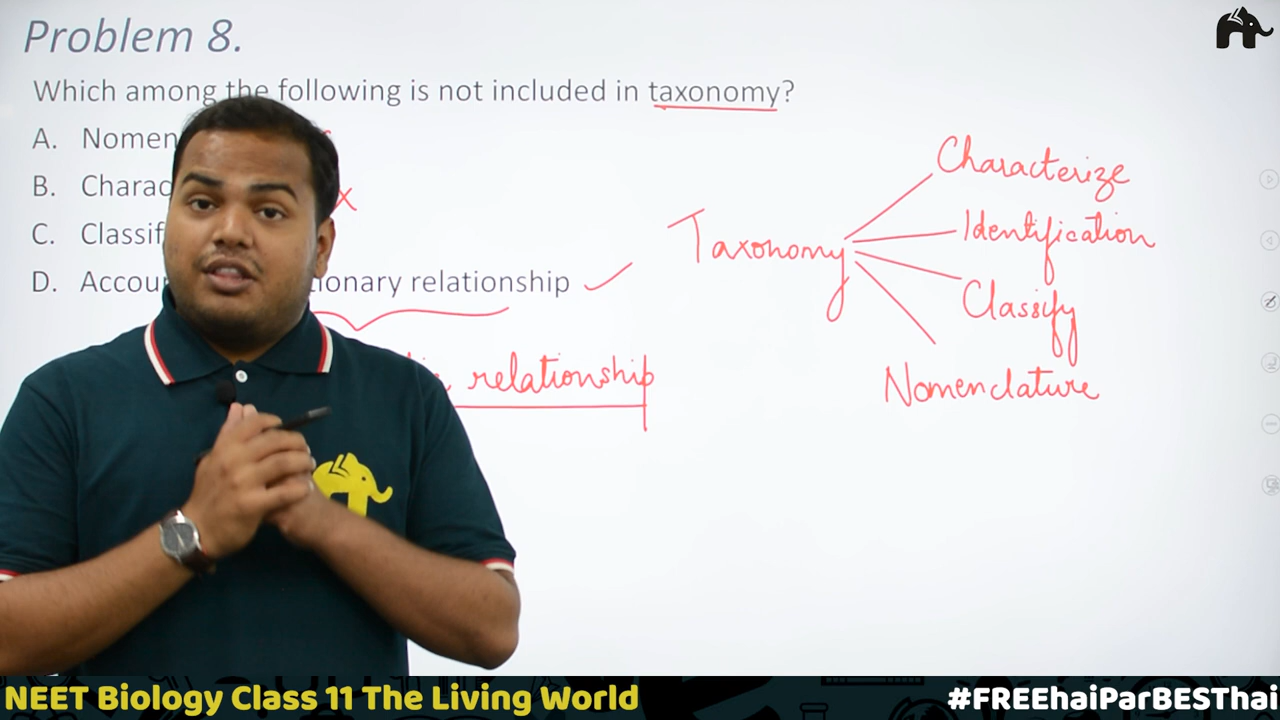 Problem 8.
Which among the following is not included in taxonomy?
A. Nomen
B. Charac
C. Classif
D. Accou ionary relationship
relationship
Taxonomy
Characterize
Identification
Classify
Nomenclature
NEET Biology Class 11 The Living World
#FREEhaiParBESThai